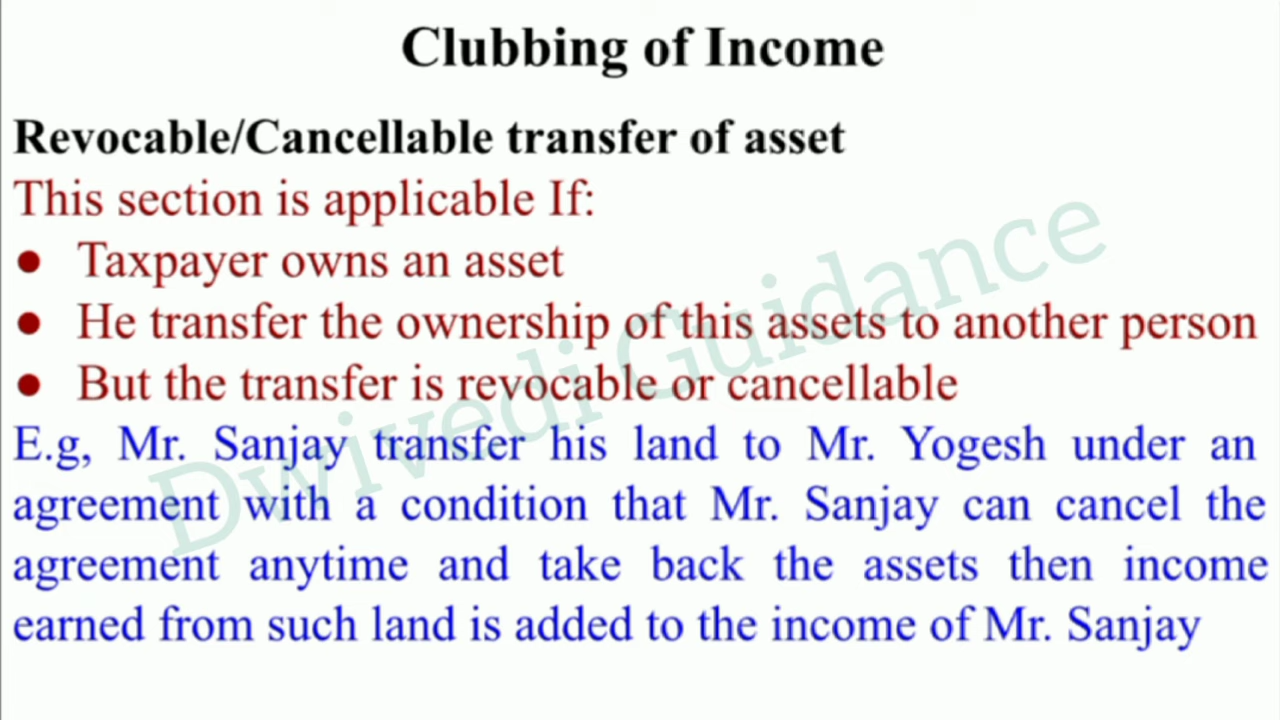 Clubbing of Income
Revocable/Cancellable transfer of asset
This section is applicable If:
● Taxpayer owns an asset
● He transfer the ownership of this assets to another person
● But the transfer is revocable or cancellable
E.g, Mr. Sanjay transfer his land to Mr. Yogesh under an
agreement with a condition that Mr. Sanjay can cancel the
agreement anytime and take back the assets then income
earned from such land is added to the income of Mr. Sanjay
Dwivedi Guidance